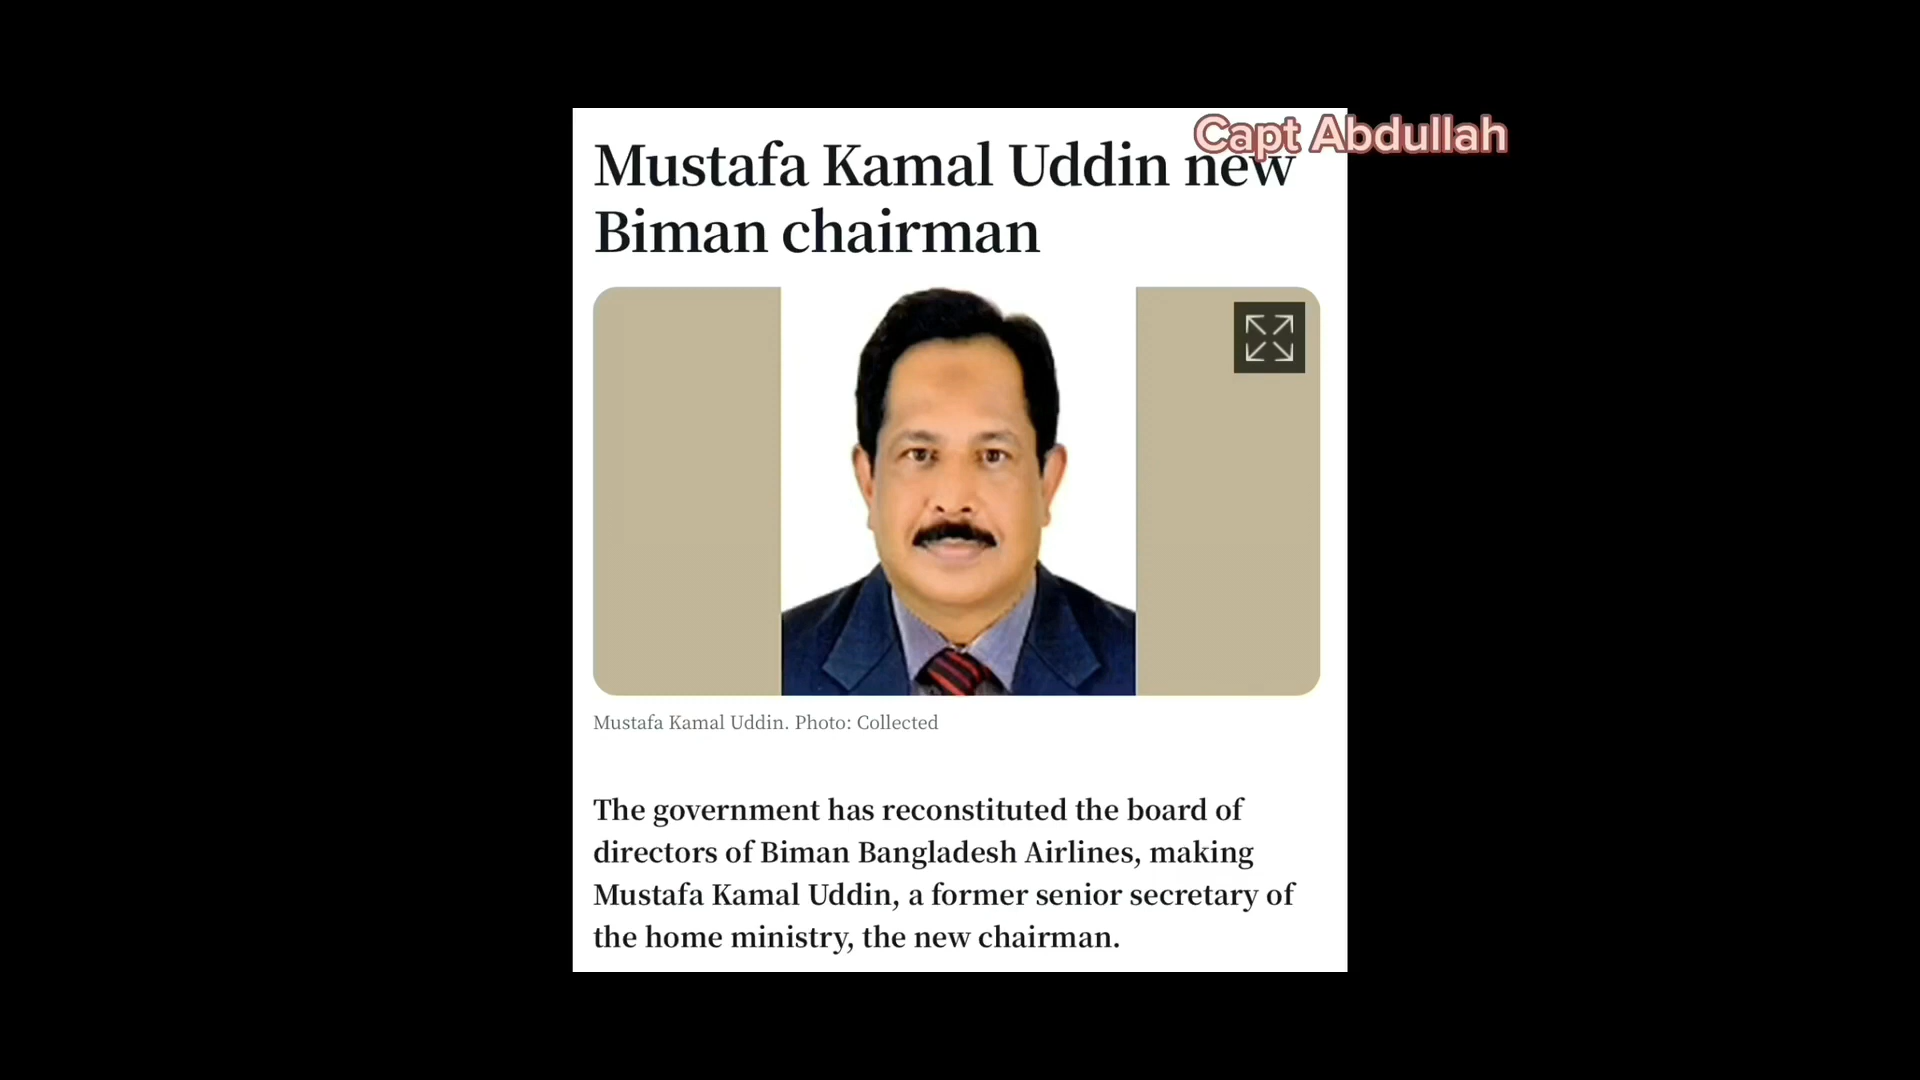 Capt Abdullah
Mustafa Kamal Uddin new
Biman chairman
Mustafa Kamal Uddin. Photo: Collected
The government has reconstituted the board of
directors of Biman Bangladesh Airlines, making
Mustafa Kamal Uddin, a former senior secretary of
the home ministry, the new chairman.